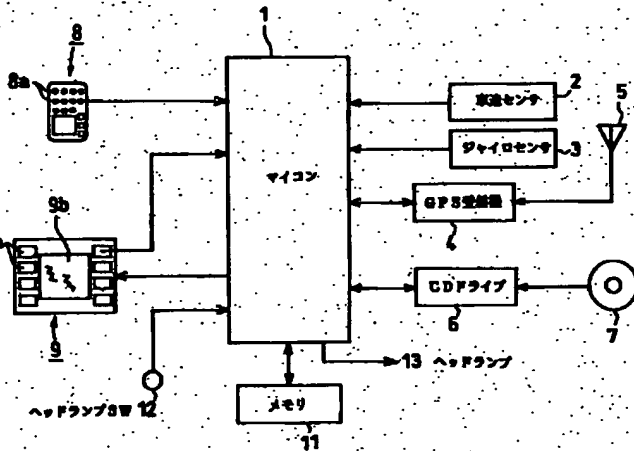 1
8
8a
車速センサ
2
5
ジャイロセンサ
3
マイコン
9b
GPS受信機
4
CDドライブ
6
7
9
13 ヘッドランプ
ヘッドランプSW 12
メモリ
11